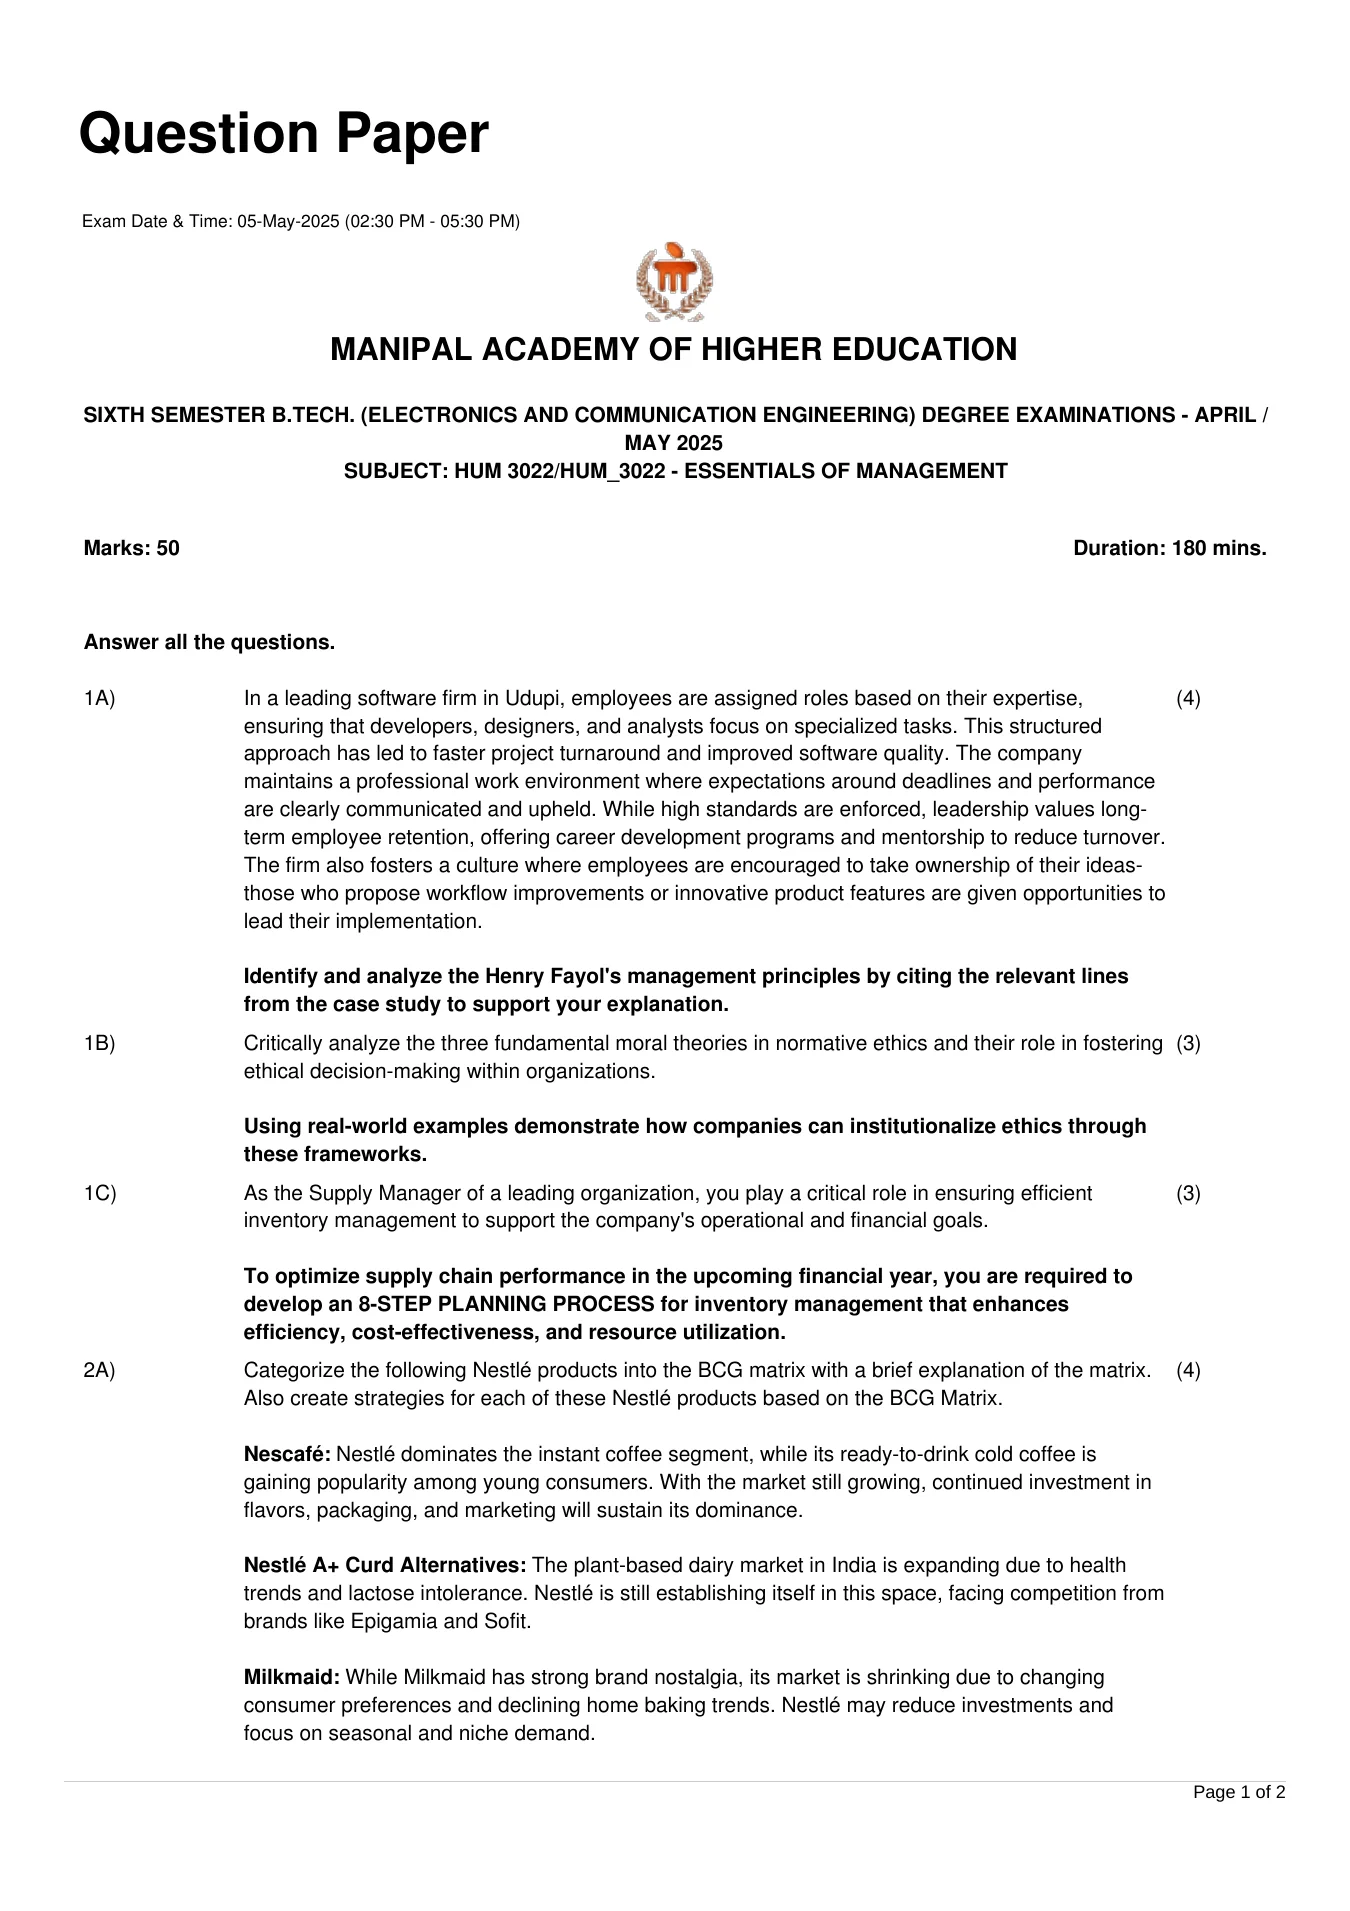 Question Paper
Exam Date & Time: 05-May-2025 (02:30 PM - 05:30 PM)
MANIPAL ACADEMY OF HIGHER EDUCATION
SIXTH SEMESTER B.TECH. (ELECTRONICS AND COMMUNICATION ENGINEERING) DEGREE EXAMINATIONS - APRIL /
MAY 2025
SUBJECT: HUM 3022/HUM_3022 - ESSENTIALS OF MANAGEMENT
Marks: 50 Duration: 180 mins.
Answer all the questions.
1A) In a leading software firm in Udupi, employees are assigned roles based on their expertise, (4)
ensuring that developers, designers, and analysts focus on specialized tasks. This structured
approach has led to faster project turnaround and improved software quality. The company
maintains a professional work environment where expectations around deadlines and performance
are clearly communicated and upheld. While high standards are enforced, leadership values long-
term employee retention, offering career development programs and mentorship to reduce turnover.
The firm also fosters a culture where employees are encouraged to take ownership of their ideas-
those who propose workflow improvements or innovative product features are given opportunities to
lead their implementation.
Identify and analyze the Henry Fayol's management principles by citing the relevant lines
from the case study to support your explanation.
1B) Critically analyze the three fundamental moral theories in normative ethics and their role in fostering (3)
ethical decision-making within organizations.
Using real-world examples demonstrate how companies can institutionalize ethics through
these frameworks.
1C) As the Supply Manager of a leading organization, you play a critical role in ensuring efficient (3)
inventory management to support the company's operational and financial goals.
To optimize supply chain performance in the upcoming financial year, you are required to
develop an 8-STEP PLANNING PROCESS for inventory management that enhances
efficiency, cost-effectiveness, and resource utilization.
2A) Categorize the following Nestlé products into the BCG matrix with a brief explanation of the matrix. (4)
Also create strategies for each of these Nestlé products based on the BCG Matrix.
Nescafé: Nestlé dominates the instant coffee segment, while its ready-to-drink cold coffee is
gaining popularity among young consumers. With the market still growing, continued investment in
flavors, packaging, and marketing will sustain its dominance.
Nestlé A+ Curd Alternatives: The plant-based dairy market in India is expanding due to health
trends and lactose intolerance. Nestlé is still establishing itself in this space, facing competition from
brands like Epigamia and Sofit.
Milkmaid: While Milkmaid has strong brand nostalgia, its market is shrinking due to changing
consumer preferences and declining home baking trends. Nestlé may reduce investments and
focus on seasonal and niche demand.
Page 1 of 2